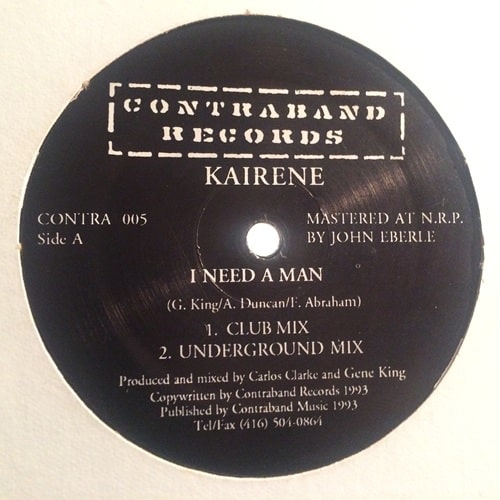 CONTRABAND
RECORDS
KAIRENE
CONTRA 005
Side A
MASTERED AT N.R.P.
BY JOHN EBERLE
I NEED A MAN
(G. King/A. Duncan/F. Abraham)
1. CLUB MIX
2. UNDERGROUND MIX
Produced and mixed by Carlos Clarke and Gene King
Copywritten by Contraband Records 1993
Published by Contraband Music 1993
Tel/Fax (416) 504-0864